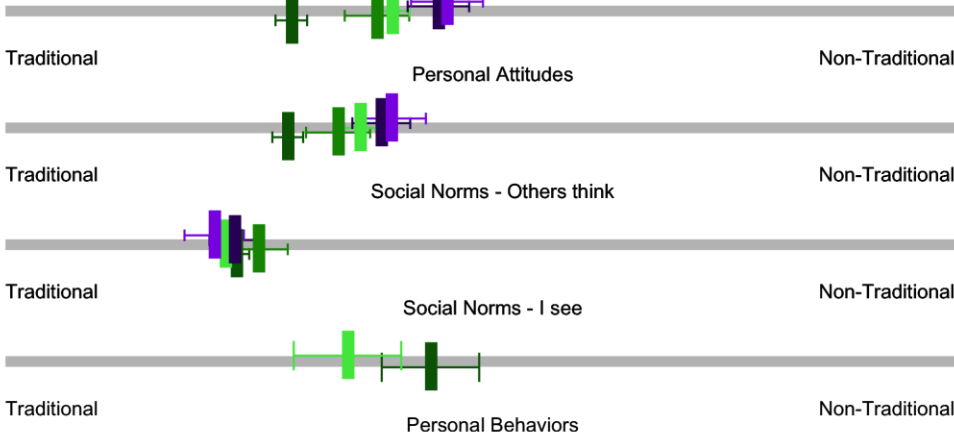 Traditional Non-Traditional
Personal Attitudes
Traditional Non-Traditional
Social Norms - Others think
Traditional Non-Traditional
Social Norms - I see
Traditional Non-Traditional
Personal Behaviors